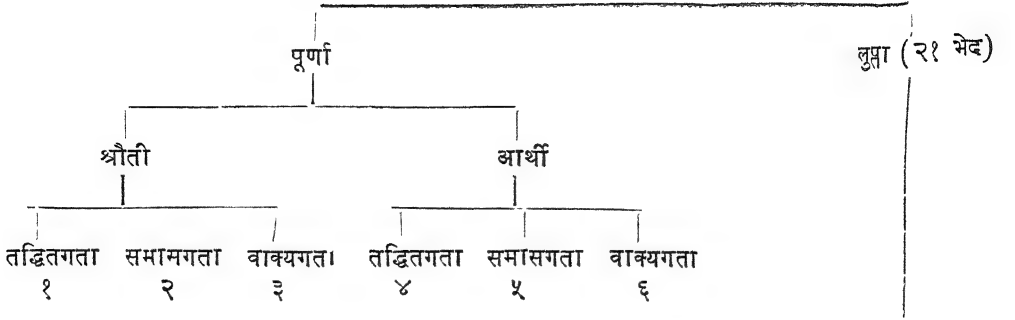 पूर्णा लुप्ता (२१ भेद)
श्रौती आर्थी
तद्धितगता समासगता वाक्यगता तद्धितगता समासगता वाक्यगता
१ २ ३ ४ ५ ६